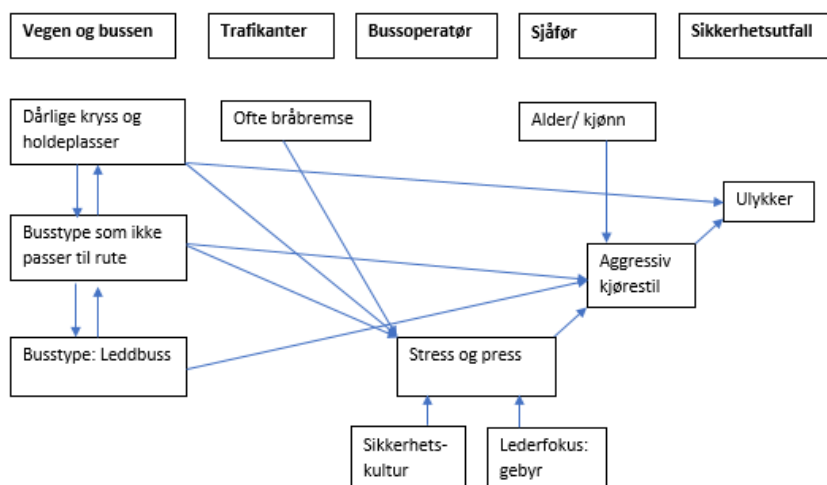 Vegen og bussen
Trafikanter
Bussoperatør
Sjåfør
Sikkerhetsutfall
Dårlige kryss og
holdeplasser
Ofte bråbremse
Alder/ kjønn
Ulykker
Busstype som ikke
passer til rute
Aggressiv
kjørestil
Busstype: Leddbuss
Stress og press
Sikkerhets-
kultur
Lederfokus:
gebyr